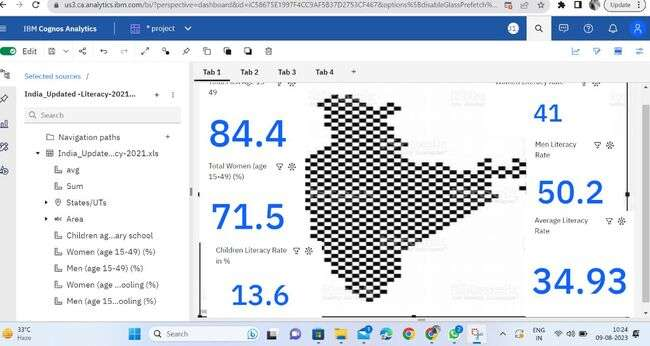 us3.ca.analytics.ibm.com/bi/?perspective=dashboard&id=iC58675E1997F4CC9AF5B37D2753CF467&options%5BdisableGlassPrefetch%...
Update
IBM Cognos Analytics
* project
Edit
Selected sources /
Tab 1 Tab 2 Tab 3 Tab 4 +
India_Updated -Literacy-2021...
Search
Navigation paths
India_Update...cy-2021.xls
avg
Sum
States/UTs
abc Area
Children ag...ary school
Women (age 15-49) (%)
Men (age 15-49) (%)
Women (age ...ooling (%)
Men (age 15...ooling (%)
49
84.4
Total Women (age
15-49) (%)
71.5
Children Literacy Rate
in %
13.6
41
Men Literacy
Rate
50.2
Average Literacy
Rate
34.93
33°C
Haze
Search
ENG
IN
10:24
09-08-2023